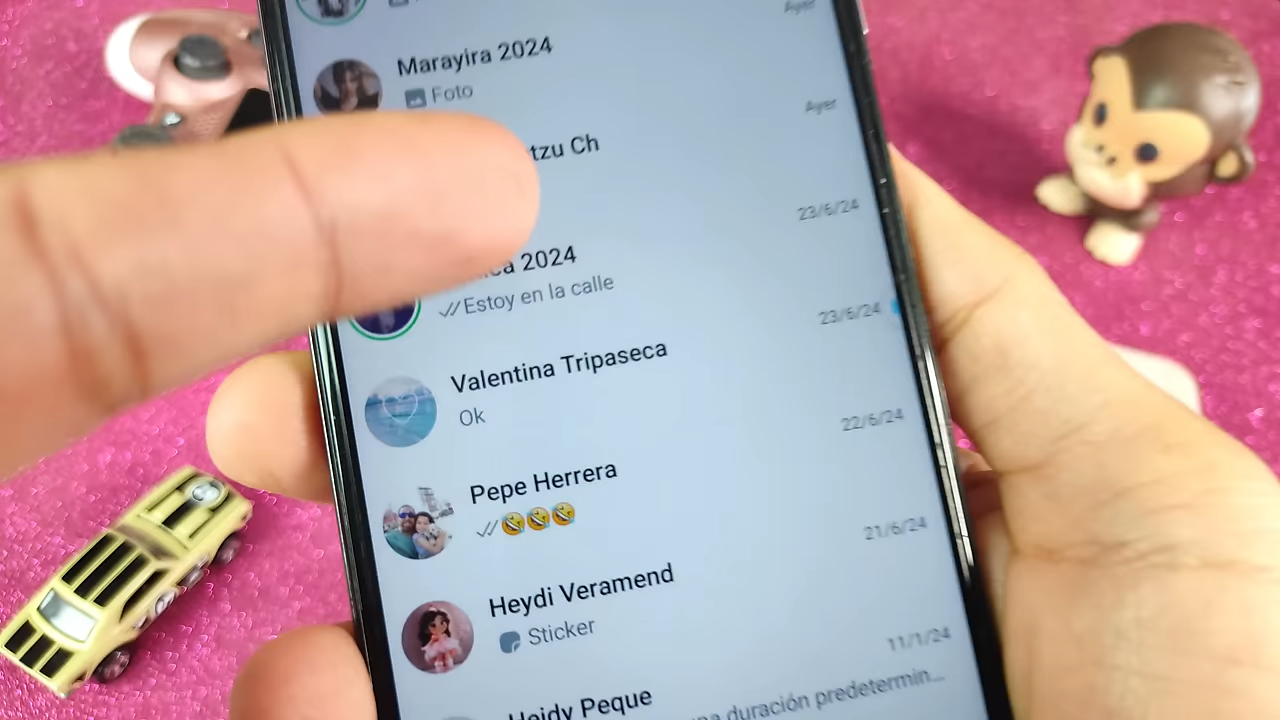 Ayer
Marayira 2024
Foto
Ayer
tzu Ch
23/6/24
2024
Estoy en la calle
23/6/24
Valentina Tripaseca
Ok
22/6/24
Pepe Herrera
21/6/24
Heydi Veramend
Sticker
11/1/24
Heidy Peque
duración predetermin...